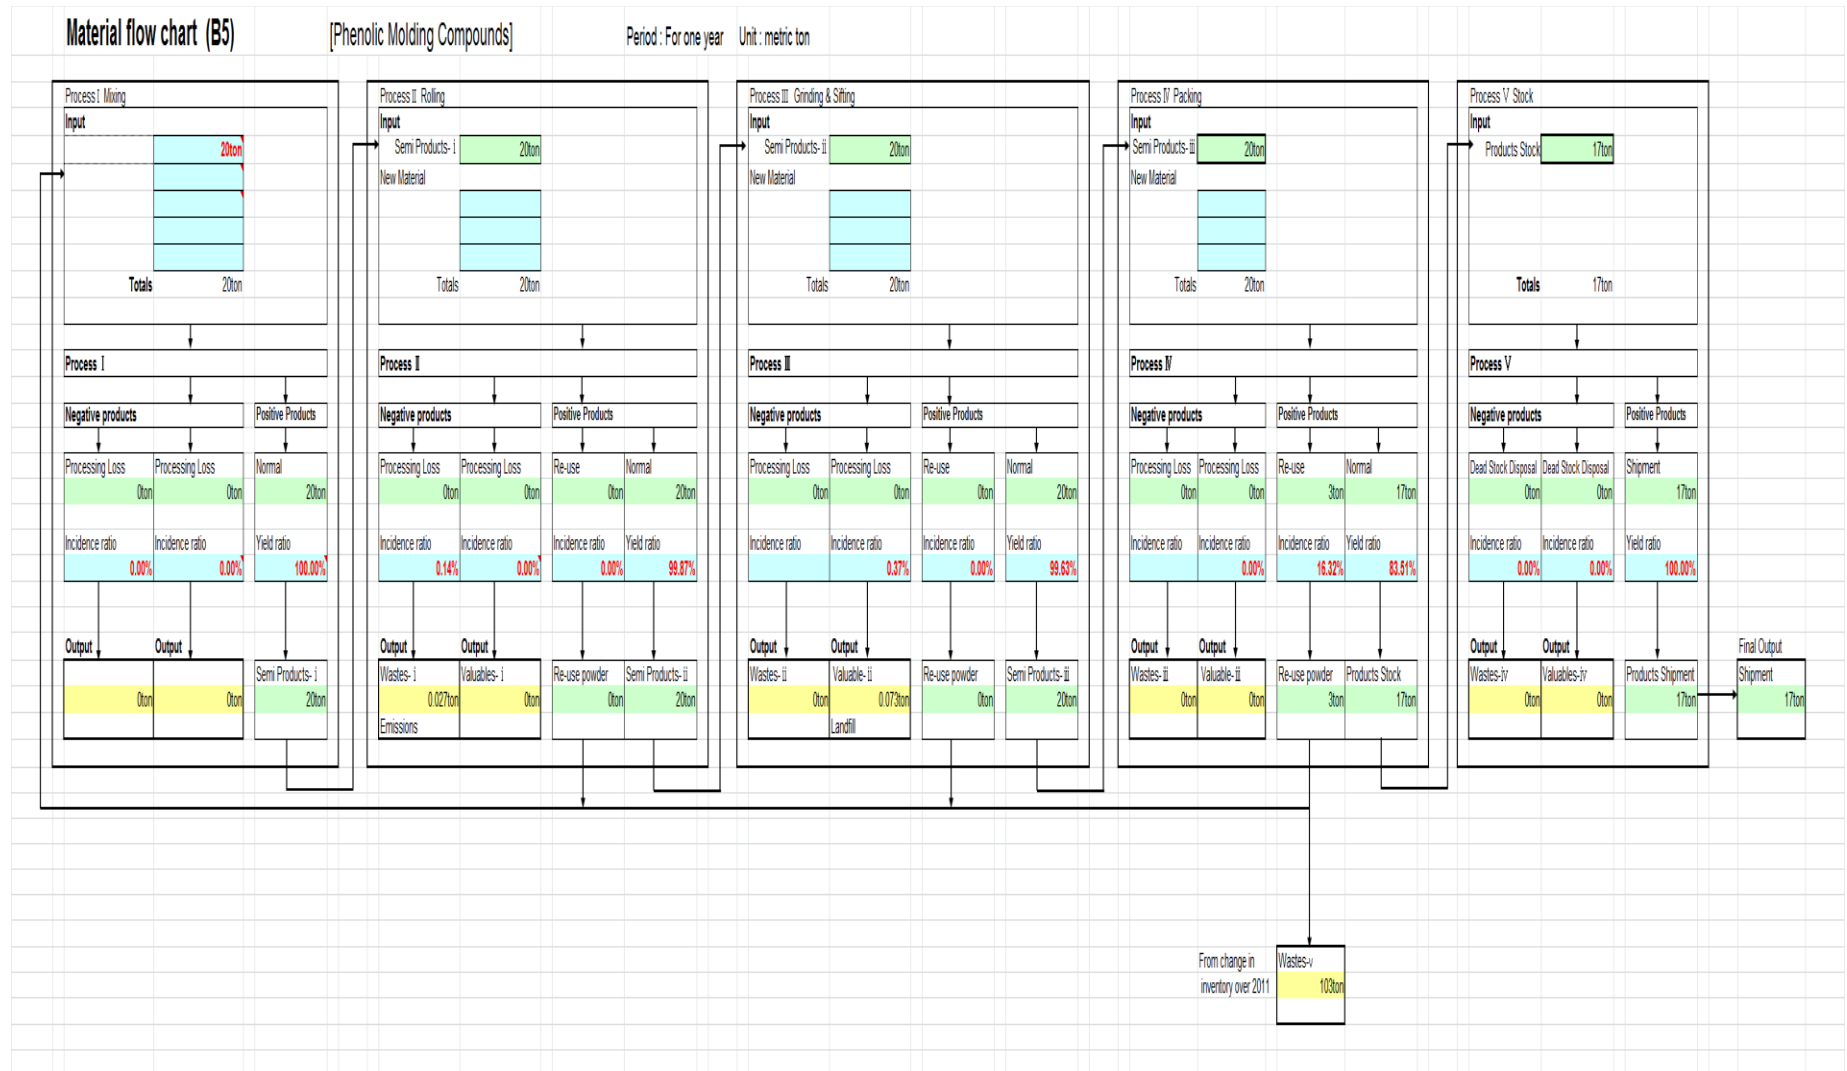 Material flow chart (B5) [Phenolic Molding Compounds] Period : For one year Unit : metric ton
Process Ⅰ Mixing
Input
20ton
Totals 20ton
Process Ⅰ
Negative products Positive Products
Processing Loss Processing Loss Normal
0ton 0ton 20ton
Incidence ratio Incidence ratio Yield ratio
0.00% 0.00% 100.00%
Output Output
Semi Products- ⅰ
0ton 0ton 20ton
Process Ⅱ Rolling
Input
Semi Products- ⅰ 20ton
New Material
Totals 20ton
Process Ⅱ
Negative products Positive Products
Processing Loss Processing Loss Re-use Normal
0ton 0ton 0ton 20ton
Incidence ratio Incidence ratio Incidence ratio Yield ratio
0.14% 0.00% 0.00% 99.87%
Output Output
Wastes- ⅰ Valuables- ⅰ Re-use powder Semi Products- ⅱ
0.027ton 0ton 0ton 20ton
Emissions
Process Ⅲ Grinding & Sifting
Input
Semi Products- ⅱ 20ton
New Material
Totals 20ton
Process Ⅲ
Negative products Positive Products
Processing Loss Processing Loss Re-use Normal
0ton 0ton 0ton 20ton
Incidence ratio Incidence ratio Incidence ratio Yield ratio
0.37% 0.00% 99.63%
Output Output
Wastes- ⅱ Valuable- ⅱ Re-use powder Semi Products- ⅲ
0ton 0.073ton 0ton 20ton
Landfill
Process Ⅳ Packing
Input
Semi Products- ⅲ 20ton
New Material
Totals 20ton
Process Ⅳ
Negative products Positive Products
Processing Loss Processing Loss Re-use Normal
0ton 0ton 3ton 17ton
Incidence ratio Incidence ratio Incidence ratio Yield ratio
0.00% 16.32% 83.51%
Output Output
Wastes- ⅲ Valuable- ⅲ Re-use powder Products Stock
0ton 0ton 3ton 17ton
Process Ⅴ Stock
Input
Products Stock 17ton
Totals 17ton
Process Ⅴ
Negative products Positive Products
Dead Stock Disposal Dead Stock Disposal Shipment
0ton 0ton 17ton
Incidence ratio Incidence ratio Yield ratio
0.00% 0.00% 100.00%
Output Output
Wastes-ⅳ Valuables-ⅳ Products Shipment
0ton 0ton 17ton
Final Output
Shipment
17ton
From change in Wastes-ⅴ
inventory over 2011 103ton